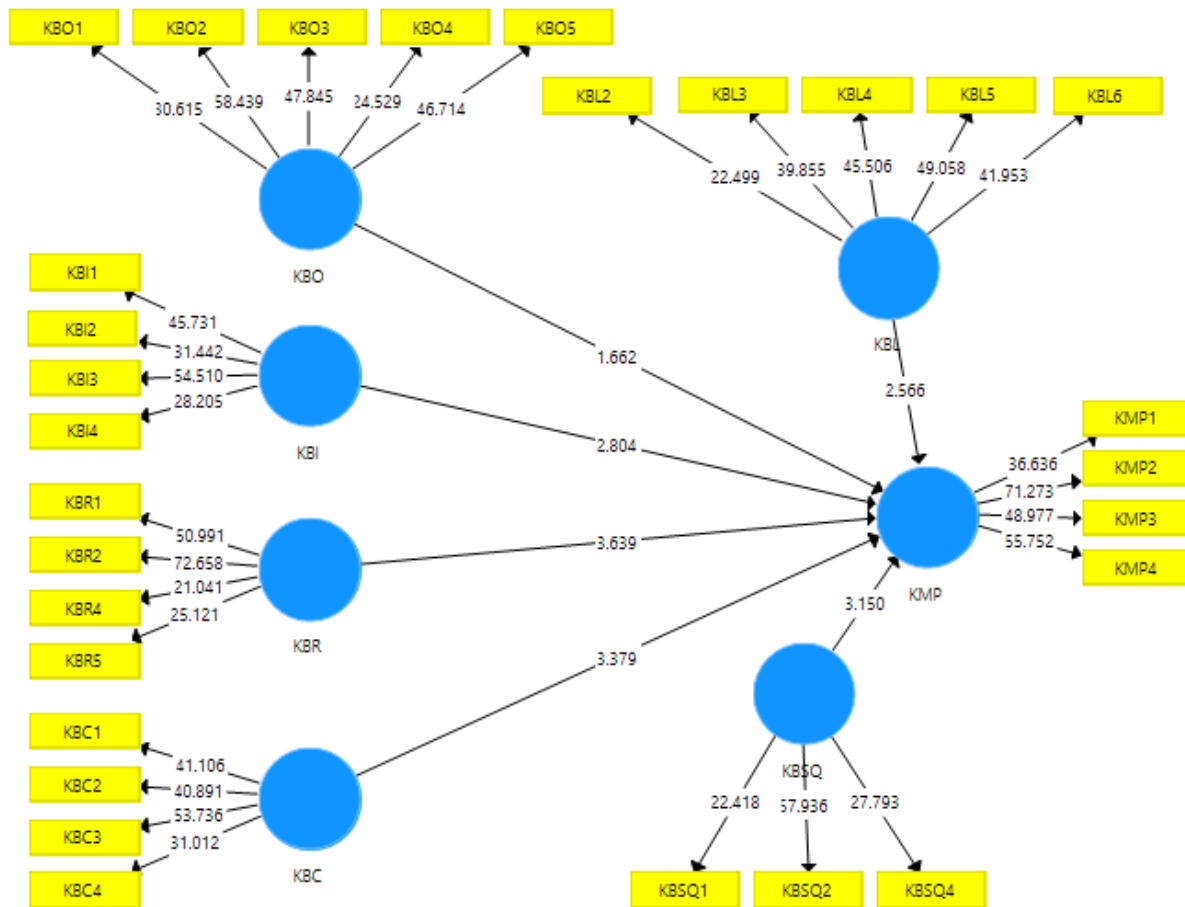 KBO1
KBO2
KBO3
KBO4
KBO5
30.615
58.439
47.845
24.529
46.714
KBO
KBL2
KBL3
KBL4
KBL5
KBL6
22.499
39.855
45.506
49.058
41.953
KBL
KBI1
KBI2
KBI3
KBI4
45.731
31.442
54.510
28.205
KBI
1.662
2.566
2.804
KMP1
KMP2
KMP3
KMP4
36.636
71.273
48.977
55.752
KMP
KBR1
KBR2
KBR4
KBR5
50.991
72.658
21.041
25.121
KBR
3.639
3.150
3.379
KBC1
KBC2
KBC3
KBC4
41.106
40.891
53.736
31.012
KBC
KBSQ
22.418
57.936
27.793
KBSQ1
KBSQ2
KBSQ4